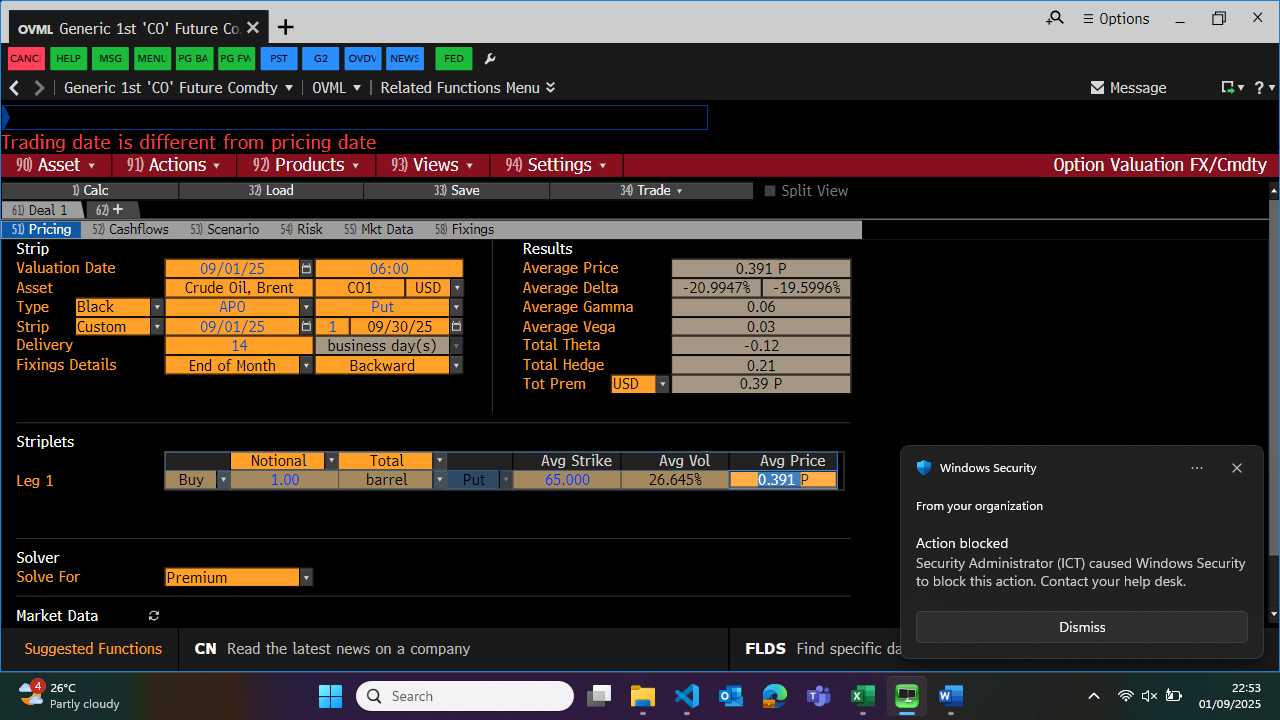 OVML Generic 1st 'CO' Future Co
Options
CANC HELP MSG MENU PG BA PG FW PST G2 OVDV NEWS FED
Generic 1st 'CO' Future Comdty OVML Related Functions Menu Message ?
Trading date is different from pricing date
90) Asset 91) Actions 92) Products 93) Views 94) Settings Option Valuation FX/Cmdty
1) Calc 32) Load 33) Save 34) Trade Split View
61) Deal 1 62) +
51) Pricing 52) Cashflows 53) Scenario 54) Risk 55) Mkt Data 58) Fixings
Strip Results
Valuation Date 09/01/25 06:00 Average Price 0.391 P
Asset Crude Oil, Brent CO1 USD Average Delta -20.9947% -19.5996%
Type Black APO Put Average Gamma 0.06
Strip Custom 09/01/25 1 09/30/25 Average Vega 0.03
Delivery 14 business day(s) Total Theta -0.12
Fixings Details End of Month Backward Total Hedge 0.21
Tot Prem USD 0.39 P
Striplets
Notional Total Avg Strike Avg Vol Avg Price
Leg 1 Buy 1.00 barrel Put 65.000 26.645% 0.391 P
Solver
Solve For Premium
Market Data
Windows Security
From your organization
Action blocked
Security Administrator (ICT) caused Windows Security
to block this action. Contact your help desk.
Dismiss
Suggested Functions CN Read the latest news on a company FLDS Find specific da
4 26°C
Partly cloudy
Search
22:53
01/09/2025